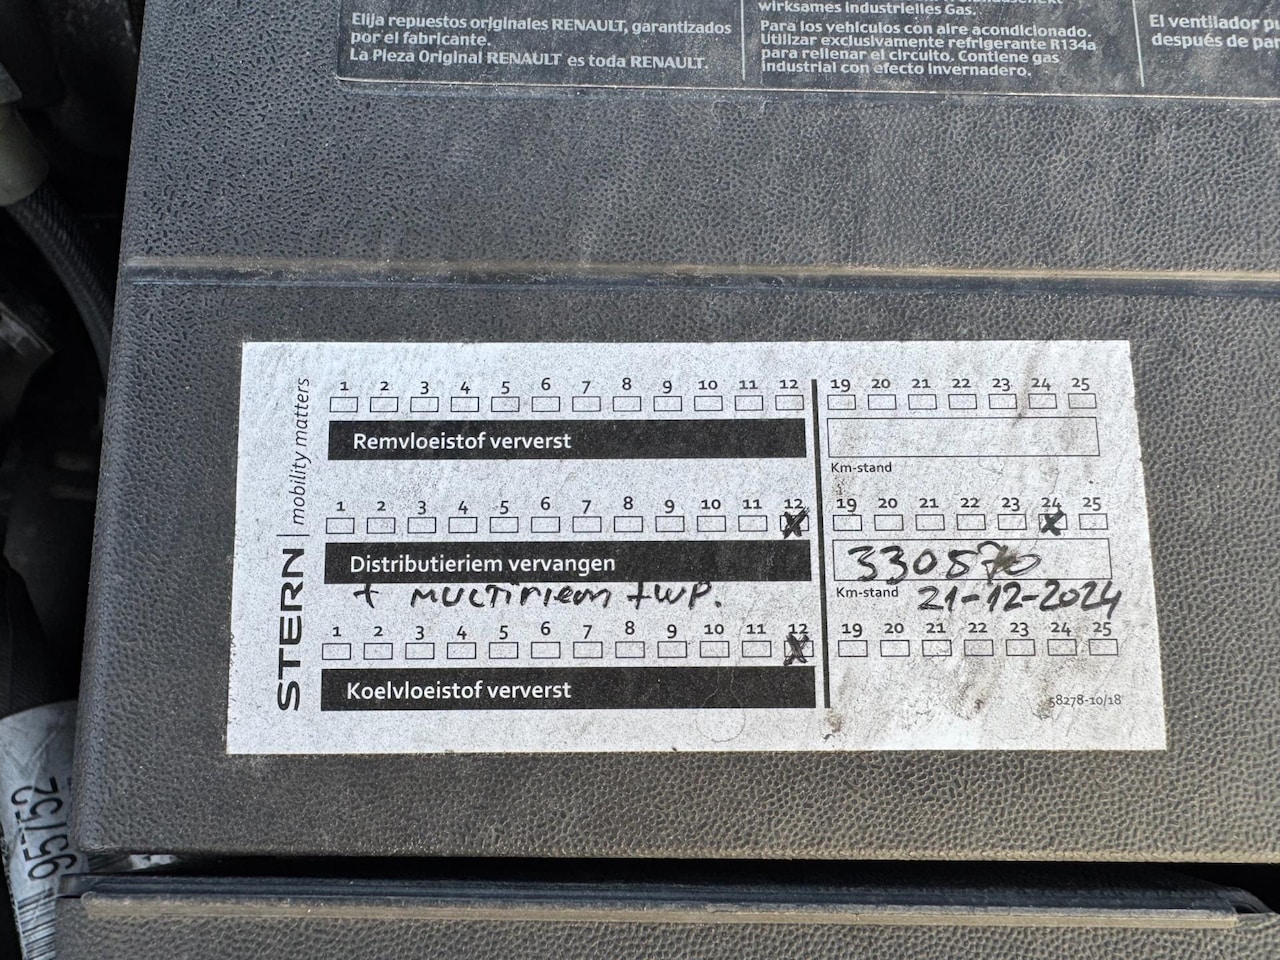 Elija repuestos originales RENAULT, garantizados
por el fabricante.
La Pieza Original RENAULT es toda RENAULT.
wirksames industrielles Gas.
Para los vehículos con aire acondicionado.
Utilizar exclusivamente refrigerante R134a
para rellenar el circuito. Contiene gas
industrial con efecto invernadero.
El ventilador
después de
STERN mobility matters
1 2 3 4 5 6 7 8 9 10 11 12 19 20 21 22 23 24 25
Remvloeistof ververst
Km-stand
1 2 3 4 5 6 7 8 9 10 11 12 19 20 21 22 23 24 25
X X
Distributieriem vervangen 330570
+ MULTIRIEM + WP. Km-stand 21-12-2024
1 2 3 4 5 6 7 8 9 10 11 12 19 20 21 22 23 24 25
X
Koelvloeistof ververst
58278-10/18
95752